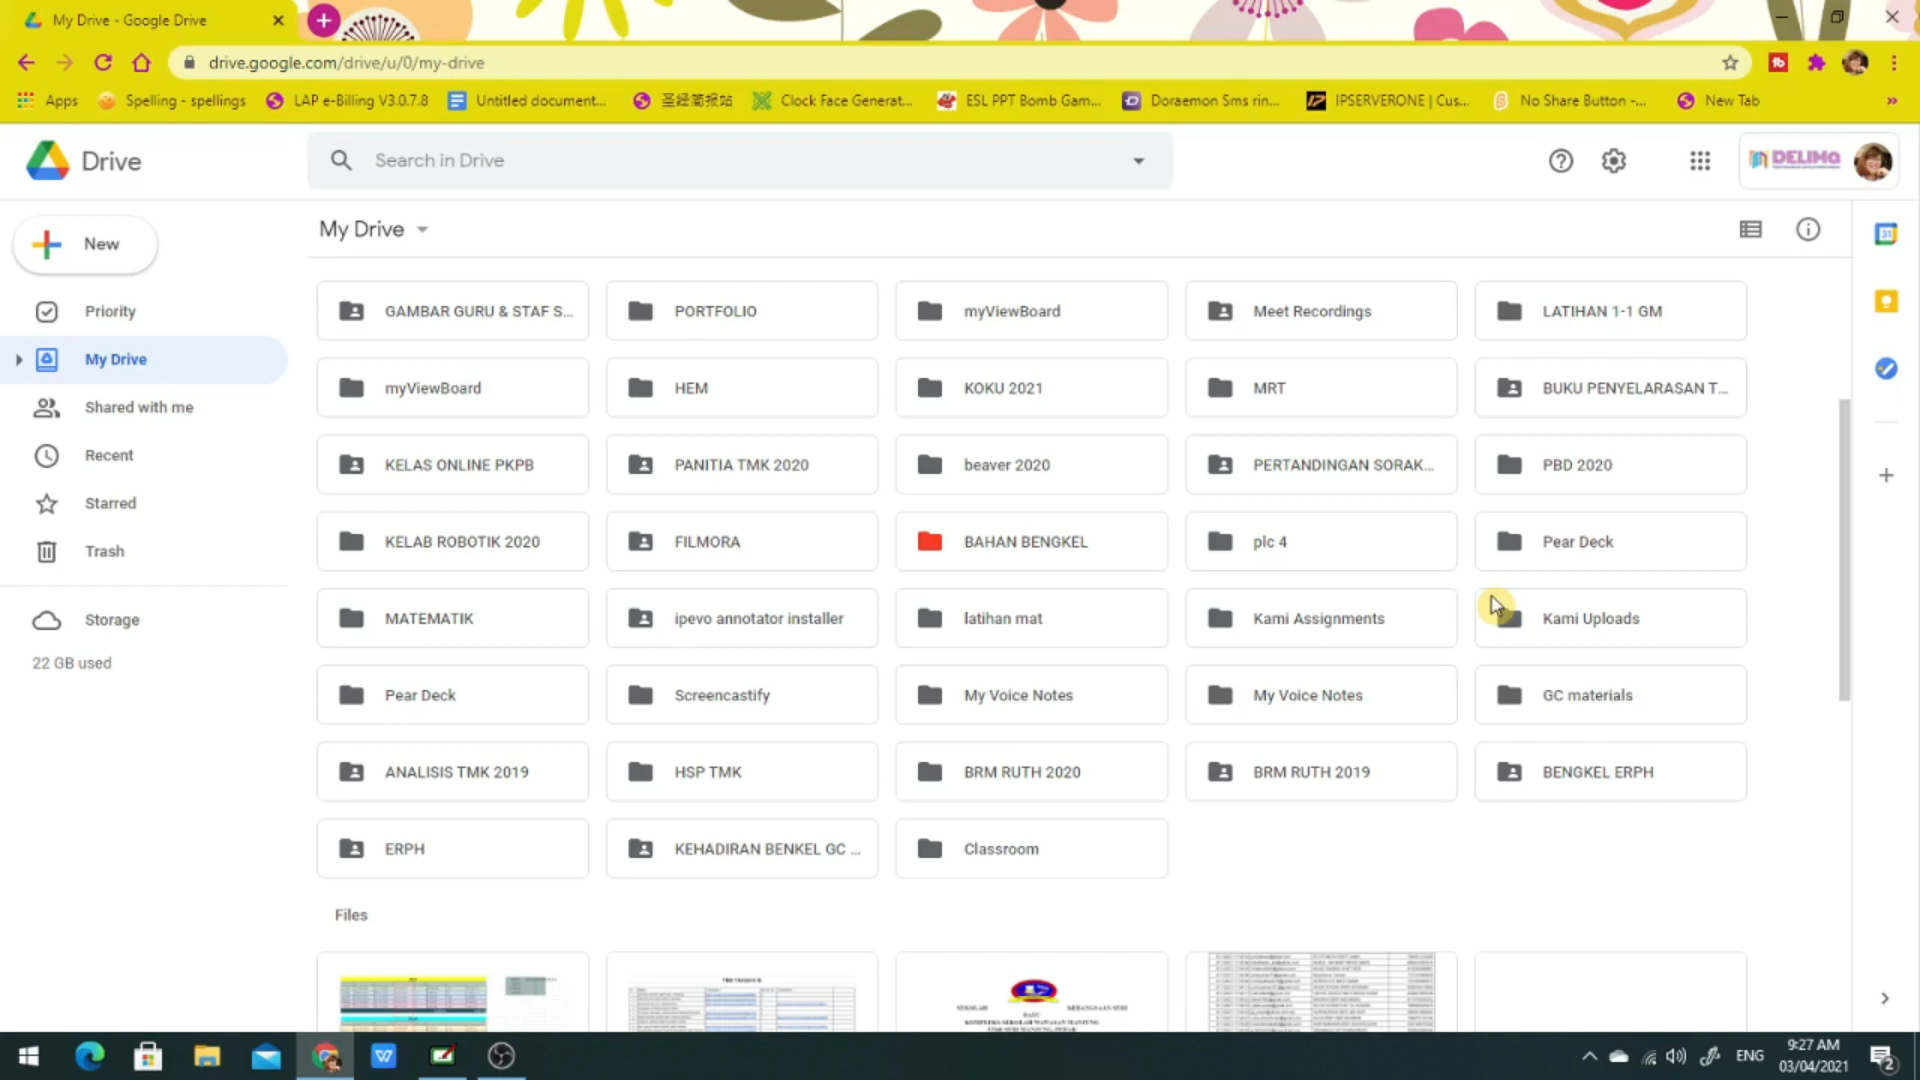 My Drive - Google Drive
drive.google.com/drive/u/0/my-drive
Apps
Spelling - spellings
LAP e-Billing V3.0.7.8
Untitled document...
圣经简报站
Clock Face Generat...
ESL PPT Bomb Gam...
Doraemon Sms rin...
IPSERVERONE | Cus...
No Share Button -...
New Tab
Drive
Search in Drive
DELIMa
New
Priority
My Drive
Shared with me
Recent
Starred
Trash
Storage
22 GB used
My Drive
GAMBAR GURU & STAF S...
PORTFOLIO
myViewBoard
Meet Recordings
LATIHAN 1-1 GM
myViewBoard
HEM
KOKU 2021
MRT
BUKU PENYELARASAN T...
KELAS ONLINE PKPB
PANITIA TMK 2020
beaver 2020
PERTANDINGAN SORAK...
PBD 2020
KELAB ROBOTIK 2020
FILMORA
BAHAN BENGKEL
plc 4
Pear Deck
MATEMATIK
ipevo annotator installer
latihan mat
Kami Assignments
Kami Uploads
Pear Deck
Screencastify
My Voice Notes
My Voice Notes
GC materials
ANALISIS TMK 2019
HSP TMK
BRM RUTH 2020
BRM RUTH 2019
BENGKEL ERPH
ERPH
KEHADIRAN BENKEL GC ...
Classroom
Files
31
ENG
9:27 AM
03/04/2021
2